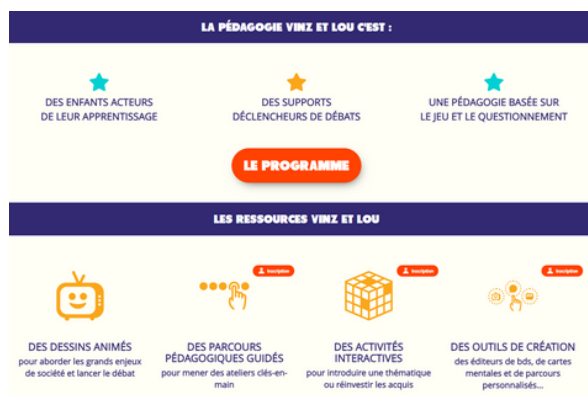 LA PÉDAGOGIE VINZ ET LOU C'EST :
DES ENFANTS ACTEURS
DE LEUR APPRENTISSAGE
DES SUPPORTS
DÉCLENCHEURS DE DÉBATS
UNE PÉDAGOGIE BASÉE SUR
LE JEU ET LE QUESTIONNEMENT
LE PROGRAMME
LES RESSOURCES VINZ ET LOU
Inscription
Inscription
Inscription
DES DESSINS ANIMÉS
pour aborder les grands enjeux
de société et lancer le débat
DES PARCOURS
PÉDAGOGIQUES GUIDÉS
pour mener des ateliers clés-en-
main
DES ACTIVITÉS
INTERACTIVES
pour introduire une thématique
ou réinvestir les acquis
DES OUTILS DE CRÉATION
des éditeurs de bds, de cartes
mentales et de parcours
personnalisés...